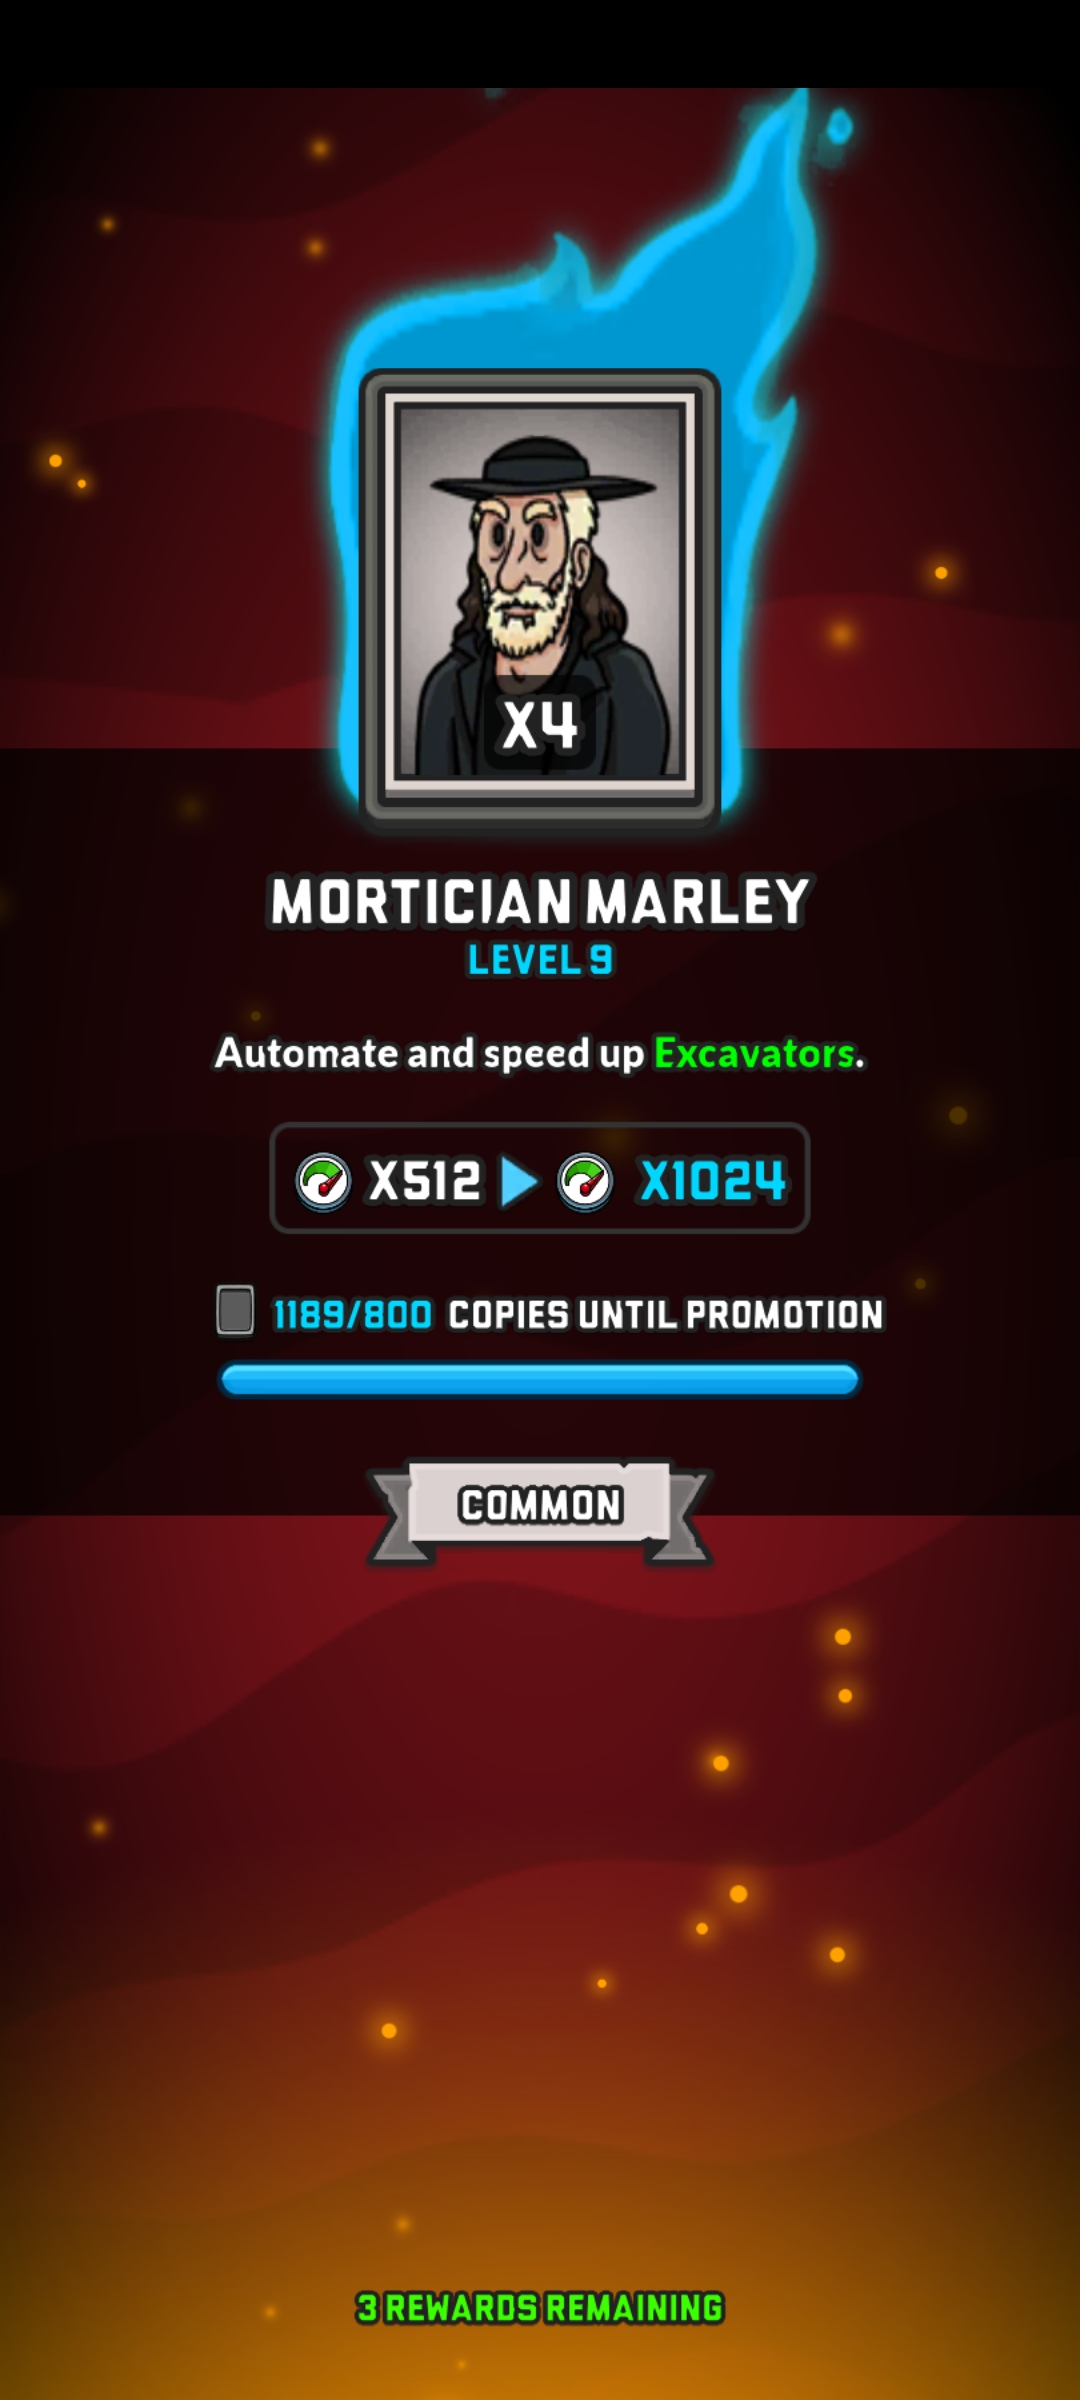 X4
MORTICIAN MARLEY
LEVEL 9
Automate and speed up Excavators.
X512 X1024
1189/800 COPIES UNTIL PROMOTION
COMMON
3 REWARDS REMAINING